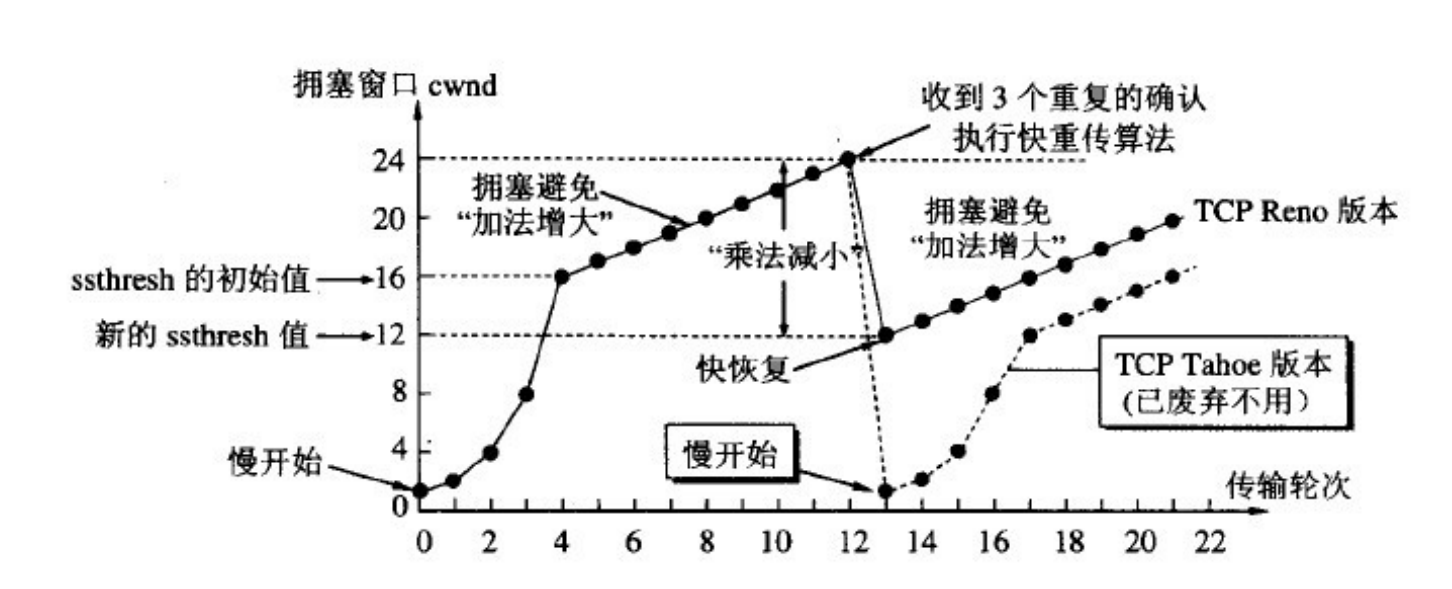 拥塞窗口 cwnd
收到 3 个重复的确认
执行快重传算法
24
拥塞避免
“加法增大”
拥塞避免
“加法增大”
TCP Reno 版本
20
“乘法减小”
ssthresh 的初始值
16
新的 ssthresh 值
12
快恢复
TCP Tahoe 版本
(已废弃不用）
8
4
慢开始
慢开始
传输轮次
0
0 2 4 6 8 10 12 14 16 18 20 22